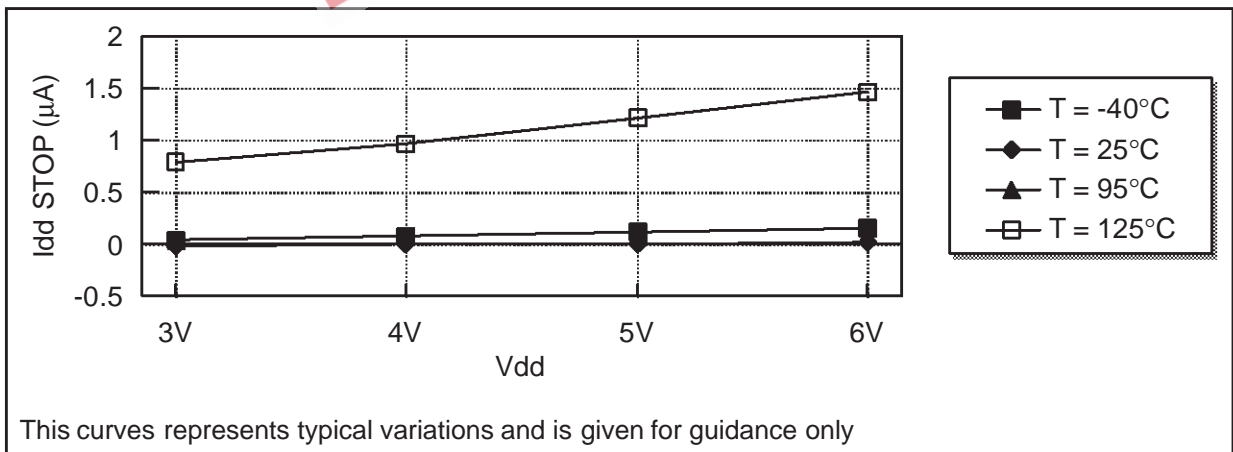 2
1.5
1
0.5
0
-0.5
Idd STOP (µA)
3V 4V 5V 6V
Vdd
T = -40°C
T = 25°C
T = 95°C
T = 125°C
This curves represents typical variations and is given for guidance only